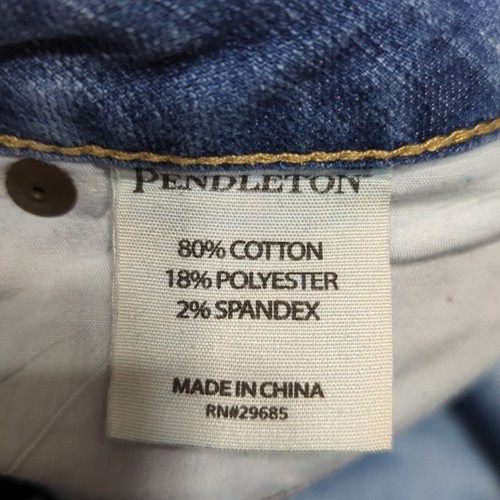 PENDLETON
80% COTTON
18% POLYESTER
2% SPANDEX
MADE IN CHINA
RN#29685